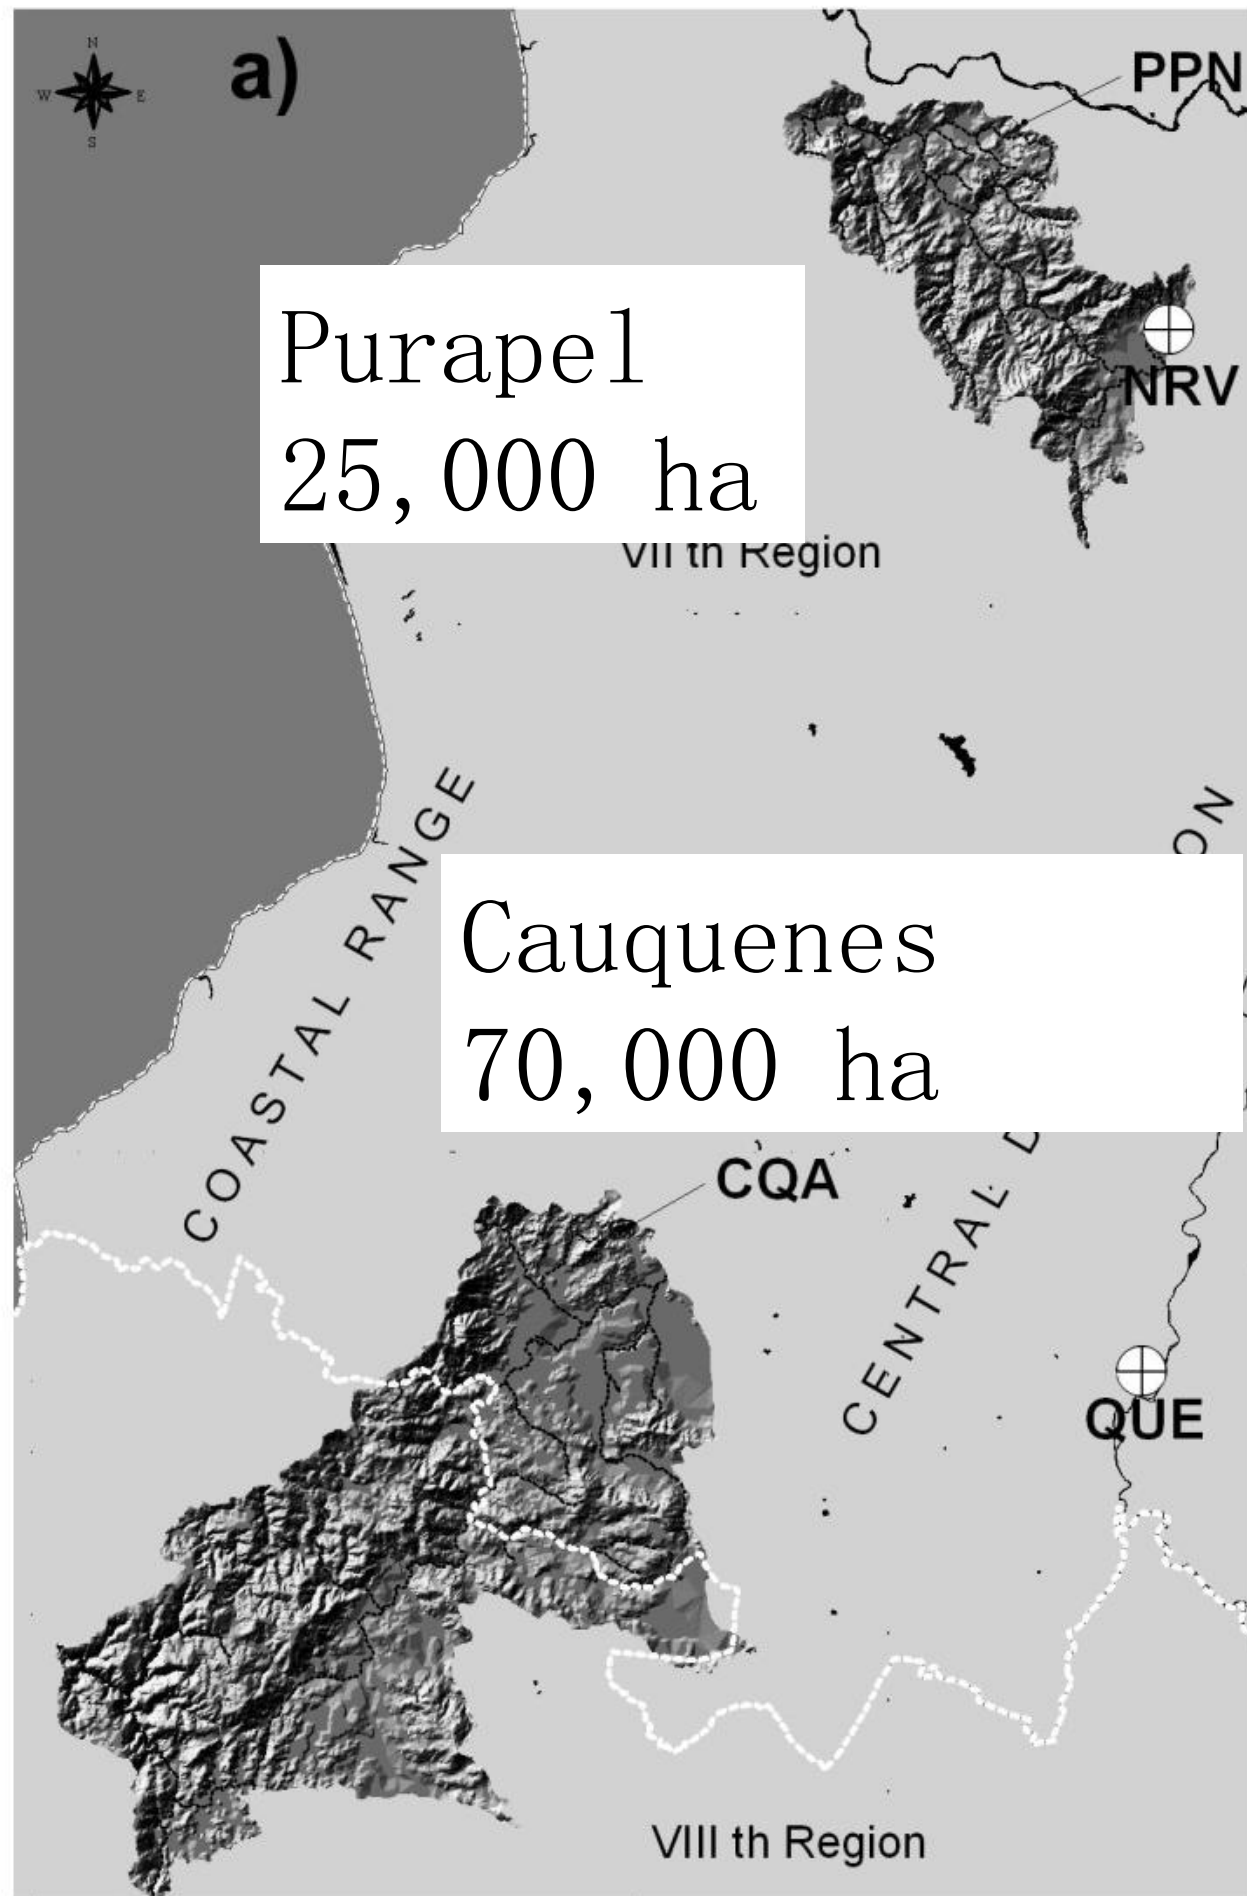 N
W E
S
a)
PPN
Purapel
25,000 ha
NRV
VII th Region
COASTAL RANGE
ON
Cauquenes
70,000 ha
CENTRAL D
CQA
QUE
VIII th Region